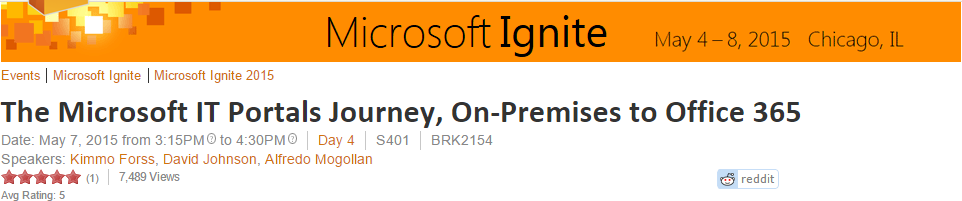 Microsoft Ignite May 4 – 8, 2015 Chicago, IL
Events | Microsoft Ignite | Microsoft Ignite 2015
The Microsoft IT Portals Journey, On-Premises to Office 365
Date: May 7, 2015 from 3:15PM ? to 4:30PM ? | Day 4 | S401 | BRK2154
Speakers: Kimmo Forss, David Johnson, Alfredo Mogollan
(1) | 7,489 Views reddit
Avg Rating: 5